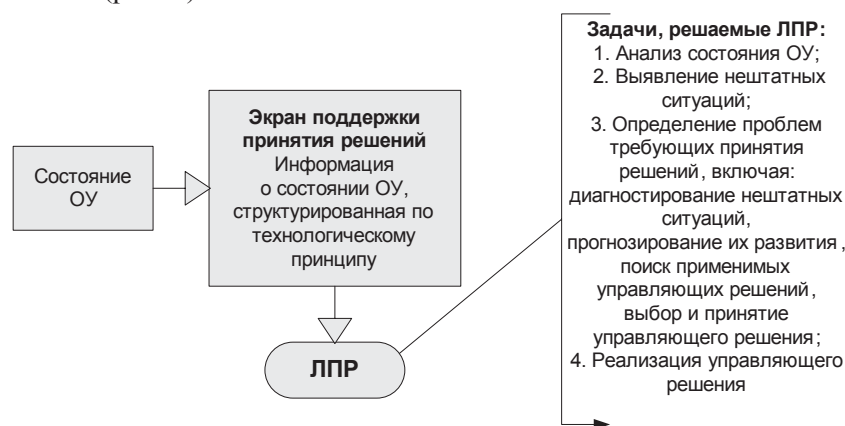 Состояние
ОУ
Экран поддержки
принятия решений
Информация
о состоянии ОУ,
структурированная по
технологическому
принципу
ЛПР
Задачи, решаемые ЛПР:
1. Анализ состояния ОУ;
2. Выявление нештатных
ситуаций;
3. Определение проблем
требующих принятия
решений, включая:
диагностирование нештатных
ситуаций,
прогнозирование их развития ,
поиск применимых
управляющих решений ,
выбор и принятие
управляющего решения ;
4. Реализация управляющего
решения